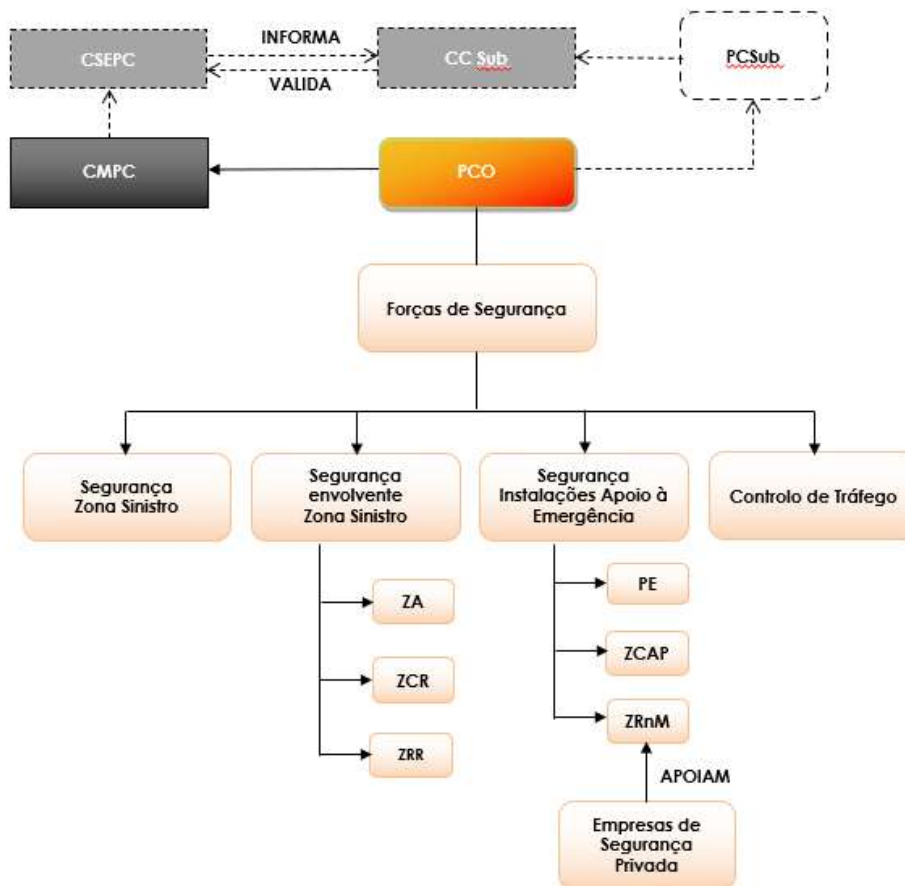 CSEPC
INFORMA
VALIDA
CC Sub
PCSub
CMPC
PCO
Forças de Segurança
Segurança
Zona Sinistro
Segurança
envolvente
Zona Sinistro
Segurança
Instalações Apoio à
Emergência
Controlo de Tráfego
ZA
ZCR
ZRR
PE
ZCAP
ZRnM
APOIAM
Empresas de
Segurança
Privada